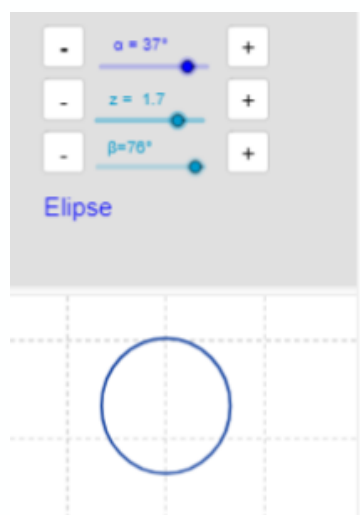 - α = 37° +
- z = 1.7 +
- β=76° +
Elipse